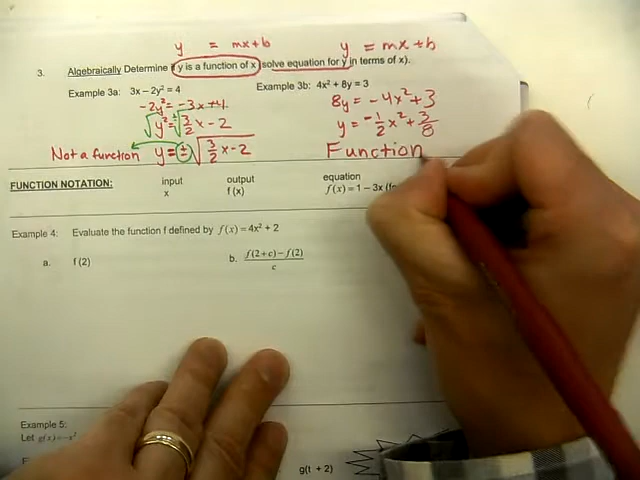 y = mx+b y = mx+b
3. Algebraically Determine if y is a function of x (solve equation for y in terms of x).
Example 3a: 3x − 2y² = 4 Example 3b: 4x² + 8y = 3
-2y² = -3x+4 8y = -4x²+3
√y² = ±√3/2 x − 2 y = -1/2 x² + 3/8
Not a function y = ± √3/2 x − 2 Function
FUNCTION NOTATION: input output equation
x f (x) f(x) = 1 − 3x
Example 4: Evaluate the function f defined by f(x) = 4x² + 2
a. f (2) b. f(2 + c) − f(2) / c
Example 5:
Let g(x) = −x²
g(t + 2)